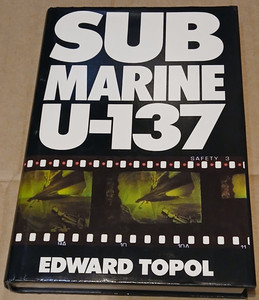 SUB
MARINE
U-137
SAFETY 3
EDWARD TOPOL